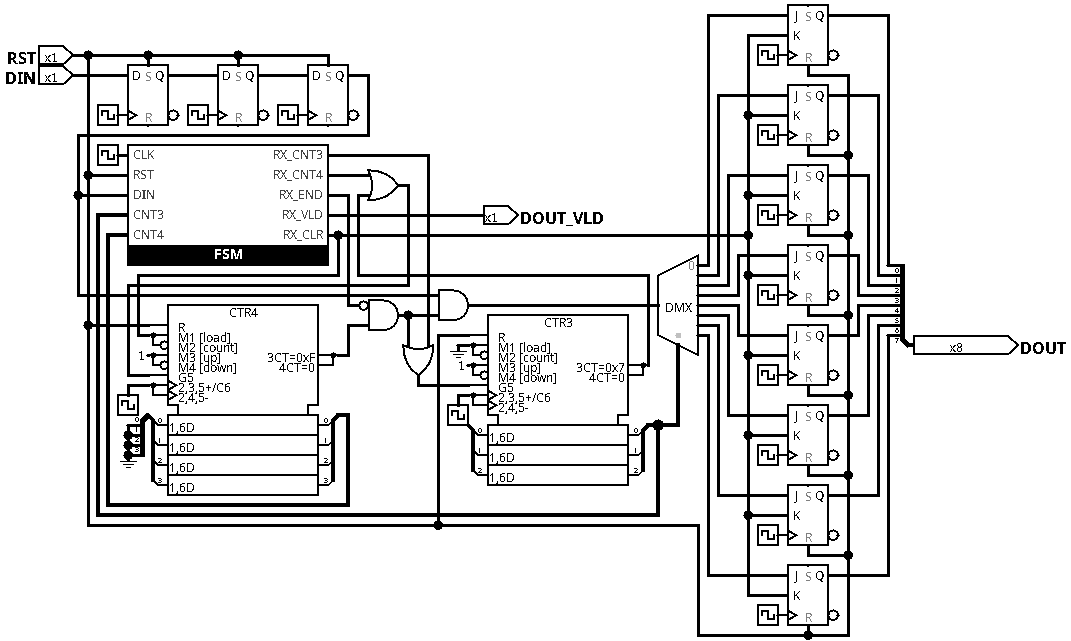 RST x1
DIN x1
D S Q
R
D S Q
R
D S Q
R
CLK
RST
DIN
CNT3
CNT4
RX_CNT3
RX_CNT4
RX_END
RX_VLD
RX_CLR
FSM
x1 DOUT_VLD
CTR4
R
M1 [load]
M2 [count]
M3 [up]
M4 [down]
G5
2,3,5+/C6
2,4,5-
3CT=0xF
4CT=0
1
1,6D
1,6D
1,6D
1,6D
0
1
2
3
0
1
2
3
0
1
2
3
CTR3
R
M1 [load]
M2 [count]
M3 [up]
M4 [down]
G5
2,3,5+/C6
2,4,5-
3CT=0x7
4CT=0
1
1,6D
1,6D
1,6D
0
1
2
0
1
2
DMX
0
J S Q
K
R
J S Q
K
R
J S Q
K
R
J S Q
K
R
J S Q
K
R
J S Q
K
R
J S Q
K
R
J S Q
K
R
0
1
2
3
4
5
6
7
x8 DOUT